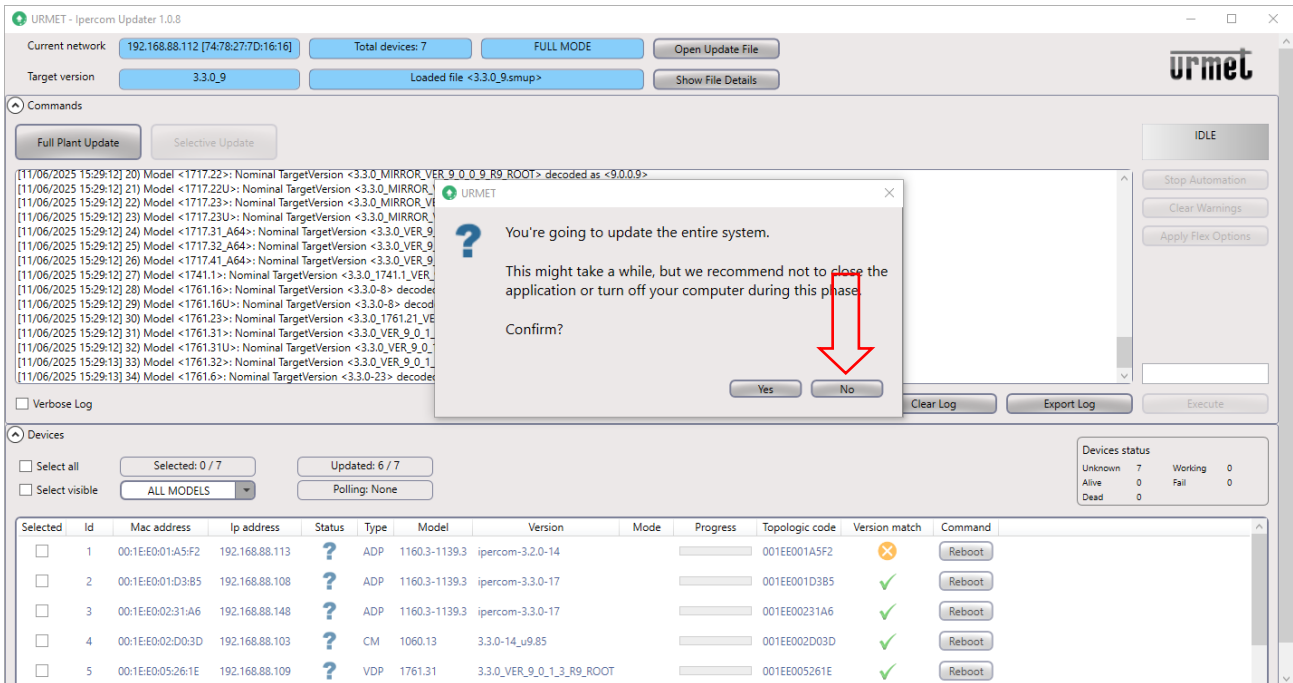 URMET - Ipercom Updater 1.0.8
Current network 192.168.88.112 [74:78:27:7D:16:16] Total devices: 7 FULL MODE Open Update File
urmet
Target version 3.3.0_9 Loaded file <3.3.0_9.smup> Show File Details
Commands
Full Plant Update Selective Update IDLE
[11/06/2025 15:29:12] 20) Model <1717.22>: Nominal TargetVersion <3.3.0_MIRROR_VER_9_0_0_9_R9_ROOT> decoded as <9.0.0.9>
[11/06/2025 15:29:12] 21) Model <1717.22U>: Nominal TargetVersion <3.3.0_MIRROR_
[11/06/2025 15:29:12] 22) Model <1717.23>: Nominal TargetVersion <3.3.0_MIRROR_VE
[11/06/2025 15:29:12] 23) Model <1717.23U>: Nominal TargetVersion <3.3.0_MIRROR_
[11/06/2025 15:29:12] 24) Model <1717.31_A64>: Nominal TargetVersion <3.3.0_VER_9_
[11/06/2025 15:29:12] 25) Model <1717.32_A64>: Nominal TargetVersion <3.3.0_VER_9_
[11/06/2025 15:29:12] 26) Model <1717.41_A64>: Nominal TargetVersion <3.3.0_VER_9_
[11/06/2025 15:29:12] 27) Model <1741.1>: Nominal TargetVersion <3.3.0_1741.1_VER_
[11/06/2025 15:29:12] 28) Model <1761.16>: Nominal TargetVersion <3.3.0-8> decode
[11/06/2025 15:29:12] 29) Model <1761.16U>: Nominal TargetVersion <3.3.0-8> decod
[11/06/2025 15:29:12] 30) Model <1761.23>: Nominal TargetVersion <3.3.0_1761.21_VE
[11/06/2025 15:29:12] 31) Model <1761.31>: Nominal TargetVersion <3.3.0_VER_9_0_1_
[11/06/2025 15:29:12] 32) Model <1761.31U>: Nominal TargetVersion <3.3.0_VER_9_0_
[11/06/2025 15:29:13] 33) Model <1761.32>: Nominal TargetVersion <3.3.0_VER_9_0_1_
[11/06/2025 15:29:13] 34) Model <1761.6>: Nominal TargetVersion <3.3.0-23> decode
URMET
You're going to update the entire system.
This might take a while, but we recommend not to close the
application or turn off your computer during this phase.
Confirm?
Yes No
Stop Automation
Clear Warnings
Apply Flex Options
Verbose Log Clear Log Export Log Execute
Devices
Select all Selected: 0 / 7 Updated: 6 / 7
Select visible ALL MODELS Polling: None
Devices status
Unknown 7 Working 0
Alive 0 Fail 0
Dead 0
Selected Id Mac address Ip address Status Type Model Version Mode Progress Topologic code Version match Command
1 00:1E:E0:01:A5:F2 192.168.88.113 ? ADP 1160.3-1139.3 ipercom-3.2.0-14 001EE001A5F2 Reboot
2 00:1E:E0:01:D3:B5 192.168.88.108 ? ADP 1160.3-1139.3 ipercom-3.3.0-17 001EE001D3B5 Reboot
3 00:1E:E0:02:31:A6 192.168.88.148 ? ADP 1160.3-1139.3 ipercom-3.3.0-17 001EE00231A6 Reboot
4 00:1E:E0:02:D0:3D 192.168.88.103 ? CM 1060.13 3.3.0-14_u9.85 001EE002D03D Reboot
5 00:1E:E0:05:26:1E 192.168.88.109 ? VDP 1761.31 3.3.0_VER_9_0_1_3_R9_ROOT 001EE005261E Reboot